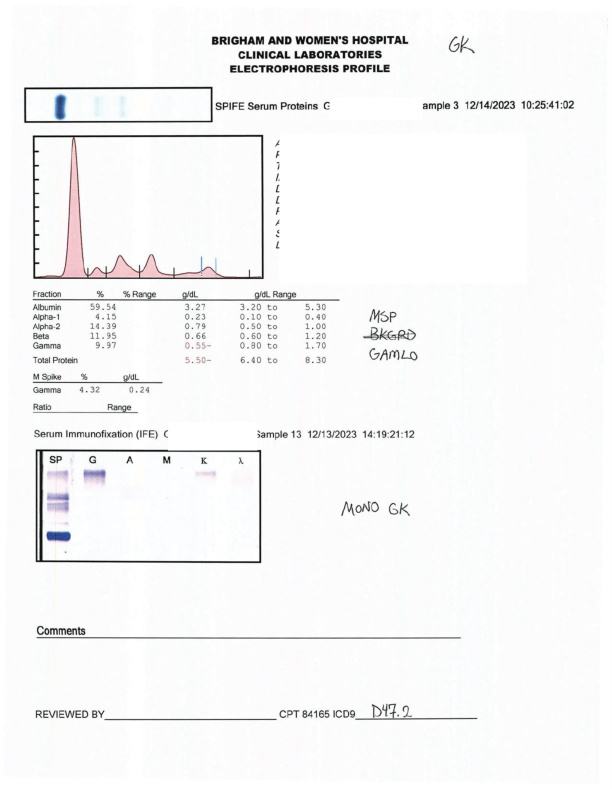 BRIGHAM AND WOMEN'S HOSPITAL
CLINICAL LABORATORIES
ELECTROPHORESIS PROFILE
GK
SPIFE Serum Proteins G ample 3 12/14/2023 10:25:41:02
Fraction % % Range g/dL g/dL Range
Albumin 59.54 3.27 3.20 to 5.30
Alpha-1 4.15 0.23 0.10 to 0.40
Alpha-2 14.39 0.79 0.50 to 1.00
Beta 11.95 0.66 0.60 to 1.20
Gamma 9.97 0.55- 0.80 to 1.70
Total Protein 5.50- 6.40 to 8.30
MSP
BKGRD
GAMLO
M Spike % g/dL
Gamma 4.32 0.24
Ratio Range
Serum Immunofixation (IFE) Sample 13 12/13/2023 14:19:21:12
SP G A M K λ
MONO GK
Comments
REVIEWED BY CPT 84165 ICD9 D47.2